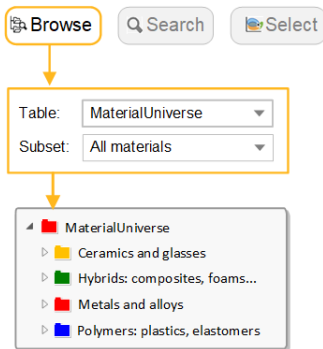 Browse Search Select
Table: MaterialUniverse
Subset: All materials
MaterialUniverse
Ceramics and glasses
Hybrids: composites, foams...
Metals and alloys
Polymers: plastics, elastomers